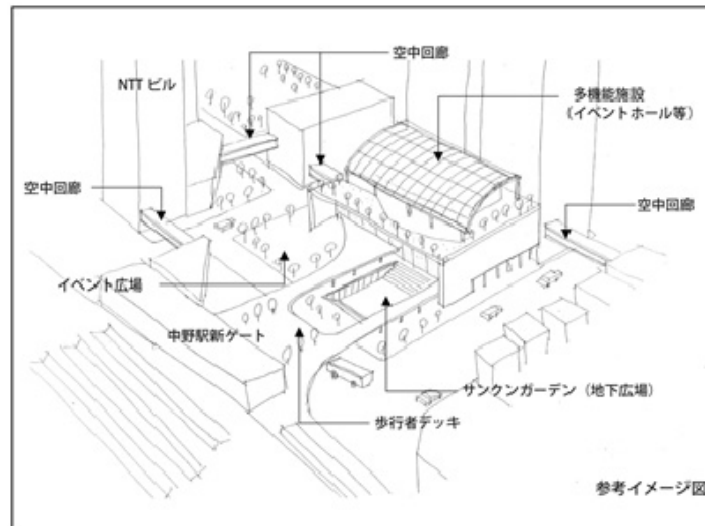 空中回廊
NTT ビル
多機能施設
(イベントホール等)
空中回廊
空中回廊
イベント広場
中野駅新ゲート
サンクンガーデン（地下広場）
歩行者デッキ
参考イメージ図